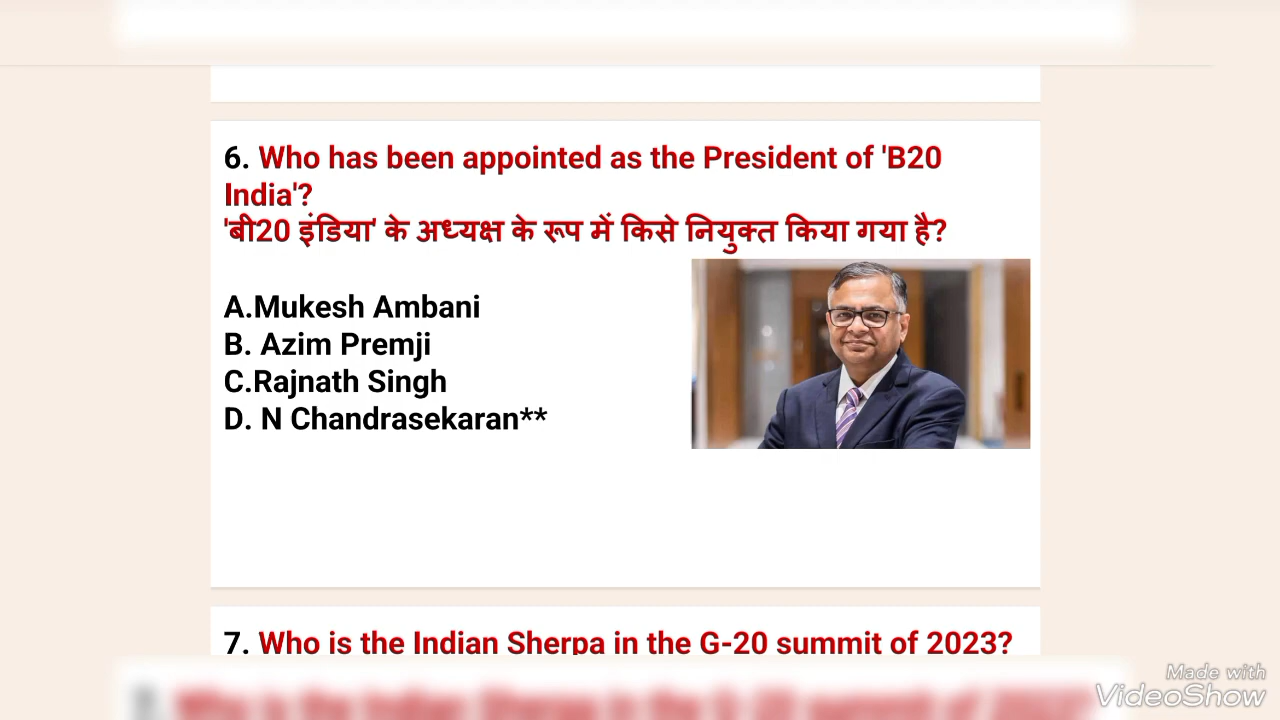 6. Who has been appointed as the President of 'B20
India'?
'बी20 इंडिया' के अध्यक्ष के रूप में किसे नियुक्त किया गया है?
A.Mukesh Ambani
B. Azim Premji
C.Rajnath Singh
D. N Chandrasekaran**
7. Who is the Indian Sherpa in the G-20 summit of 2023?
Made with
VideoShow